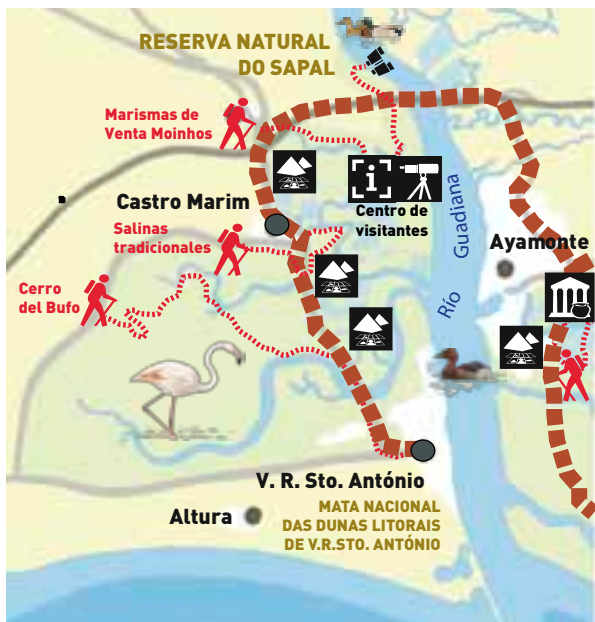 RESERVA NATURAL
DO SAPAL
Marismas de
Venta Moinhos
[i]
Castro Marim
Centro de
visitantes
Salinas
tradicionales
Río Guadiana
Ayamonte
Cerro
del Bufo
V. R. Sto. António
Altura
MATA NACIONAL
DAS DUNAS LITORAIS
DE V.R.STO. ANTÓNIO